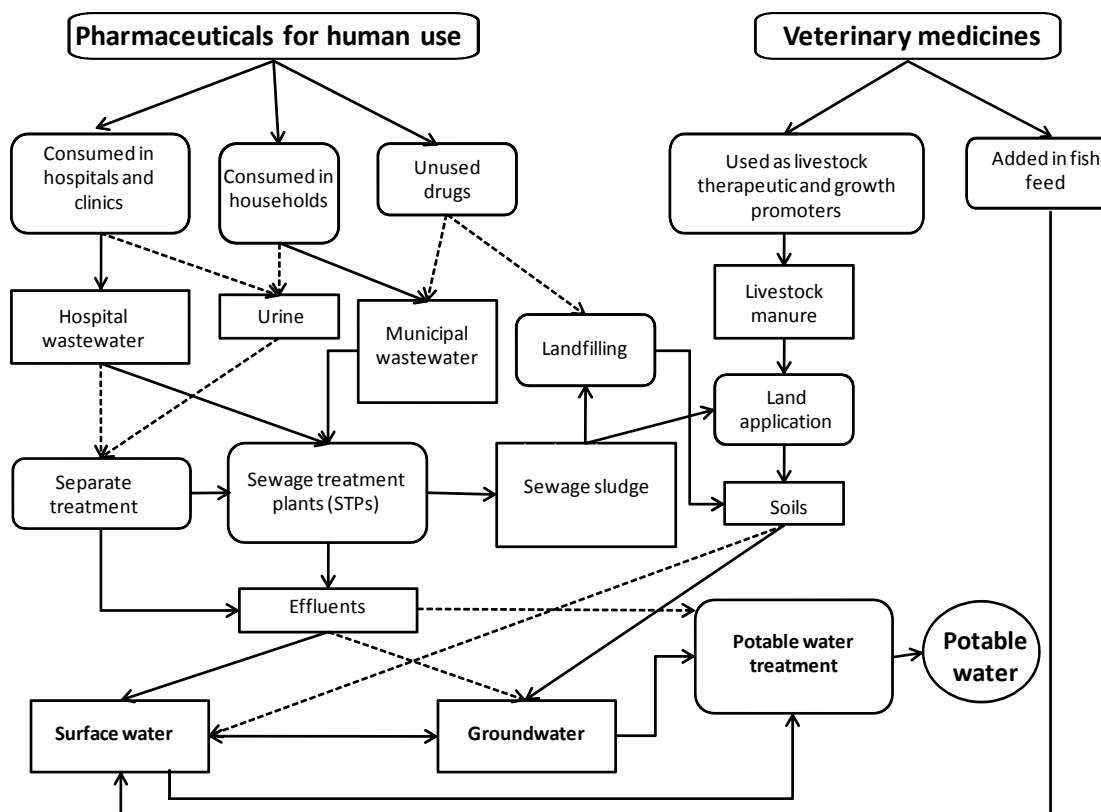 Pharmaceuticals for human use
Veterinary medicines
Consumed in
hospitals and
clinics
Consumed in
households
Unused
drugs
Used as livestock
therapeutic and growth
promoters
Added in fish
feed
Hospital
wastewater
Urine
Municipal
wastewater
Landfilling
Livestock
manure
Land
application
Separate
treatment
Sewage treatment
plants (STPs)
Sewage sludge
Soils
Effluents
Potable water
treatment
Potable
water
Surface water
Groundwater